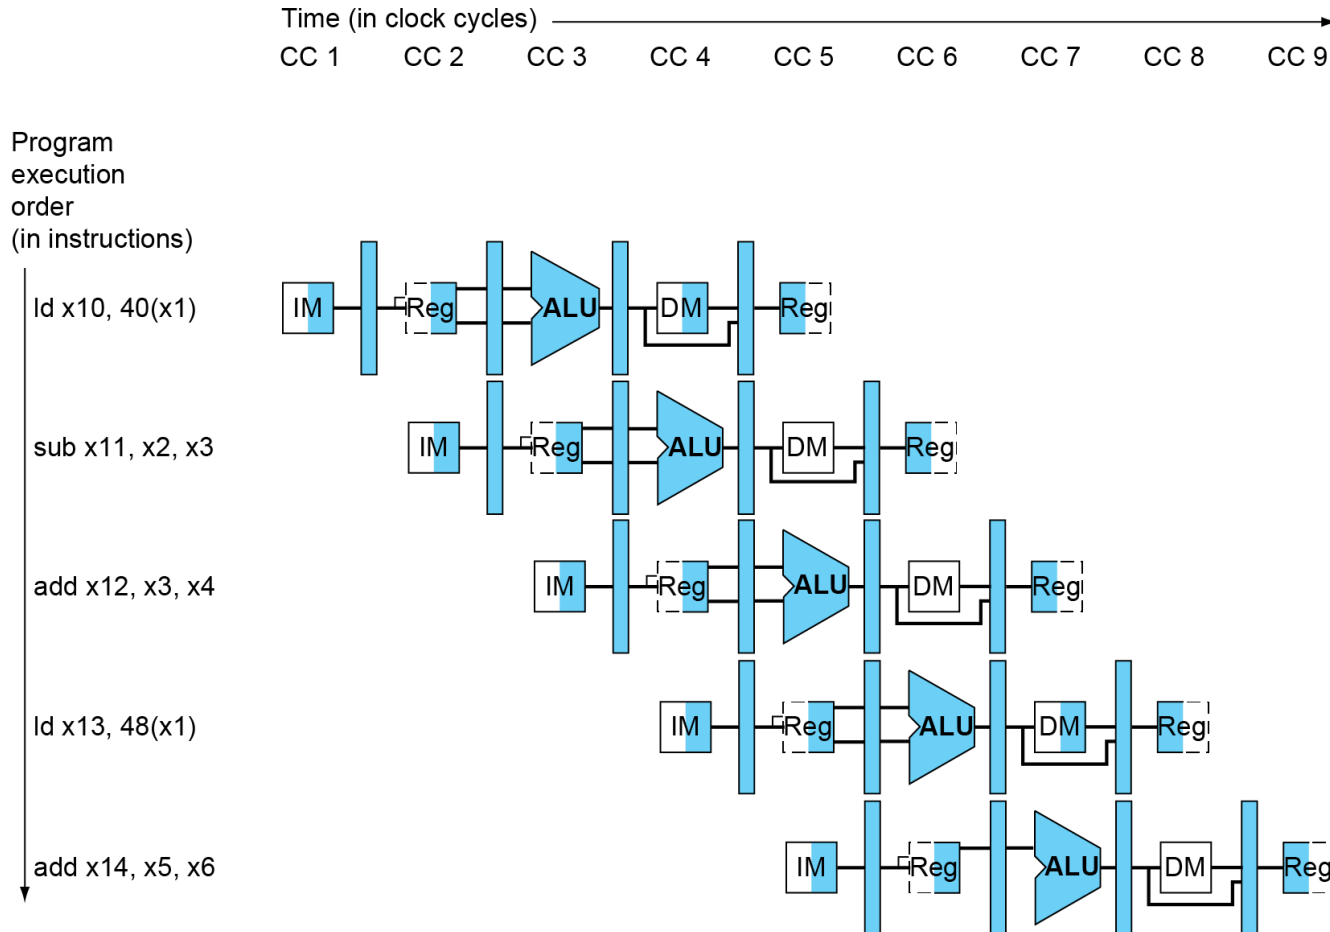 Time (in clock cycles)
CC 1 CC 2 CC 3 CC 4 CC 5 CC 6 CC 7 CC 8 CC 9
Program
execution
order
(in instructions)
ld x10, 40(x1) IM Reg ALU DM Reg
sub x11, x2, x3 IM Reg ALU DM Reg
add x12, x3, x4 IM Reg ALU DM Reg
ld x13, 48(x1) IM Reg ALU DM Reg
add x14, x5, x6 IM Reg ALU DM Reg